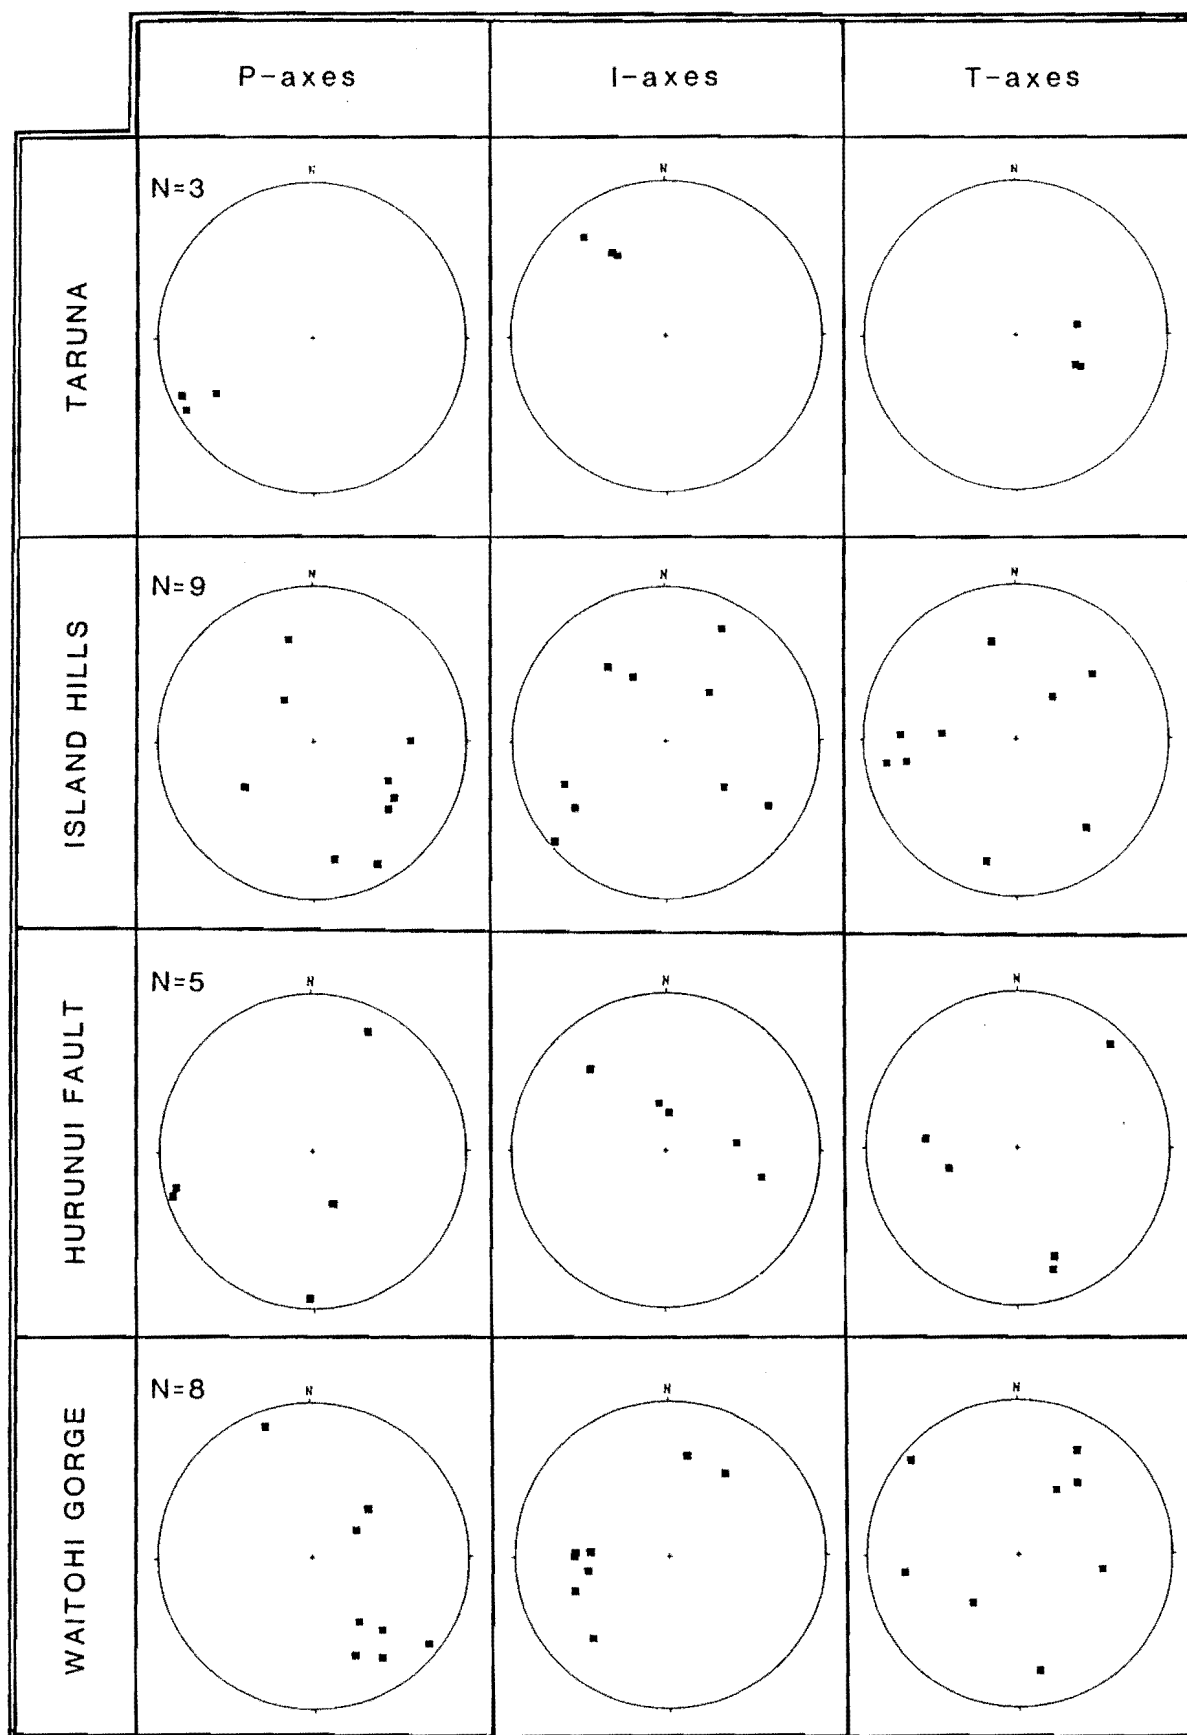 P-axes
I-axes
T-axes
TARUNA
N=3
N
N
N
ISLAND HILLS
N=9
N
N
N
HURUNUI FAULT
N=5
N
N
N
WAITOHI GORGE
N=8
N
N
N